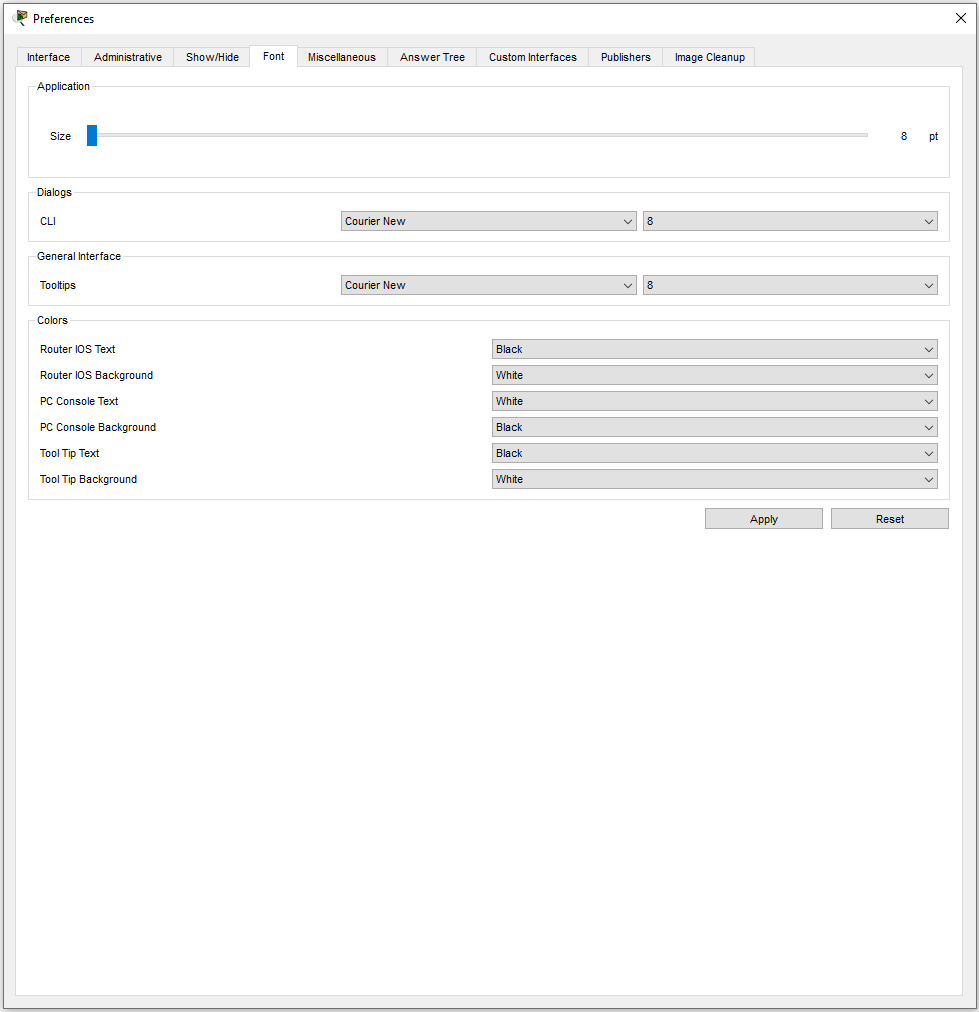 Preferences
Interface Administrative Show/Hide Font Miscellaneous Answer Tree Custom Interfaces Publishers Image Cleanup
Application
Size 8 pt
Dialogs
CLI Courier New 8
General Interface
Tooltips Courier New 8
Colors
Router IOS Text Black
Router IOS Background White
PC Console Text White
PC Console Background Black
Tool Tip Text Black
Tool Tip Background White
Apply Reset